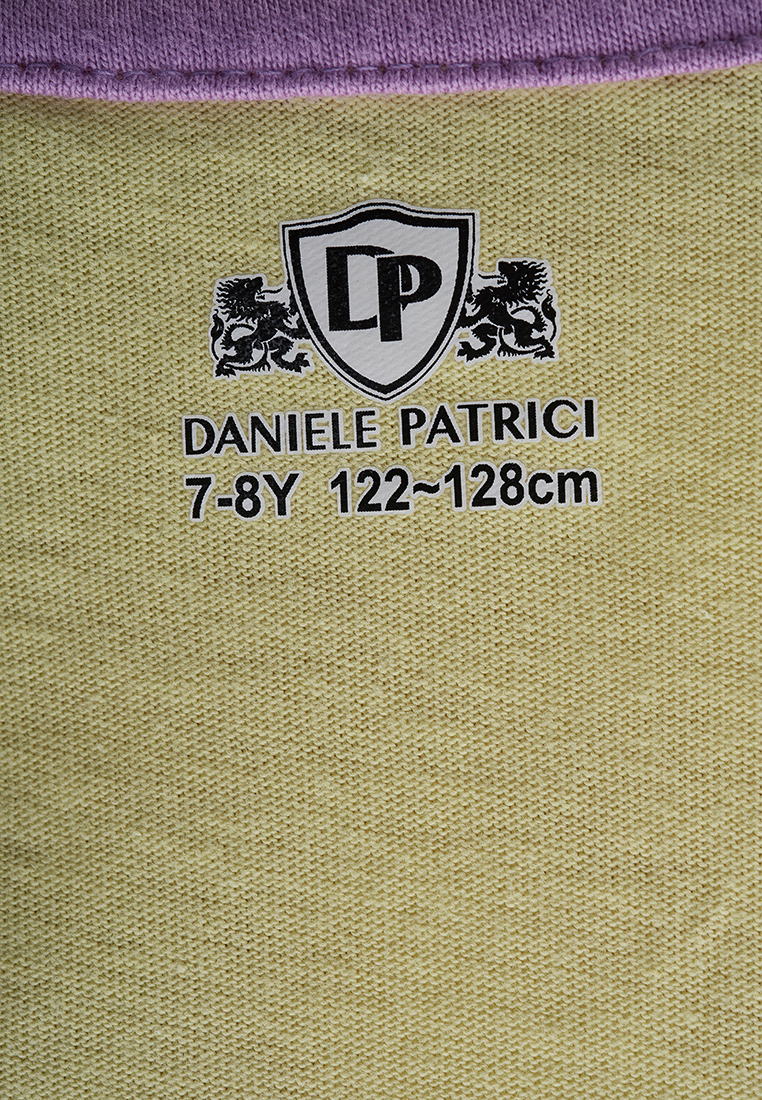 DP
DANIELE PATRICI
7-8Y 122~128cm